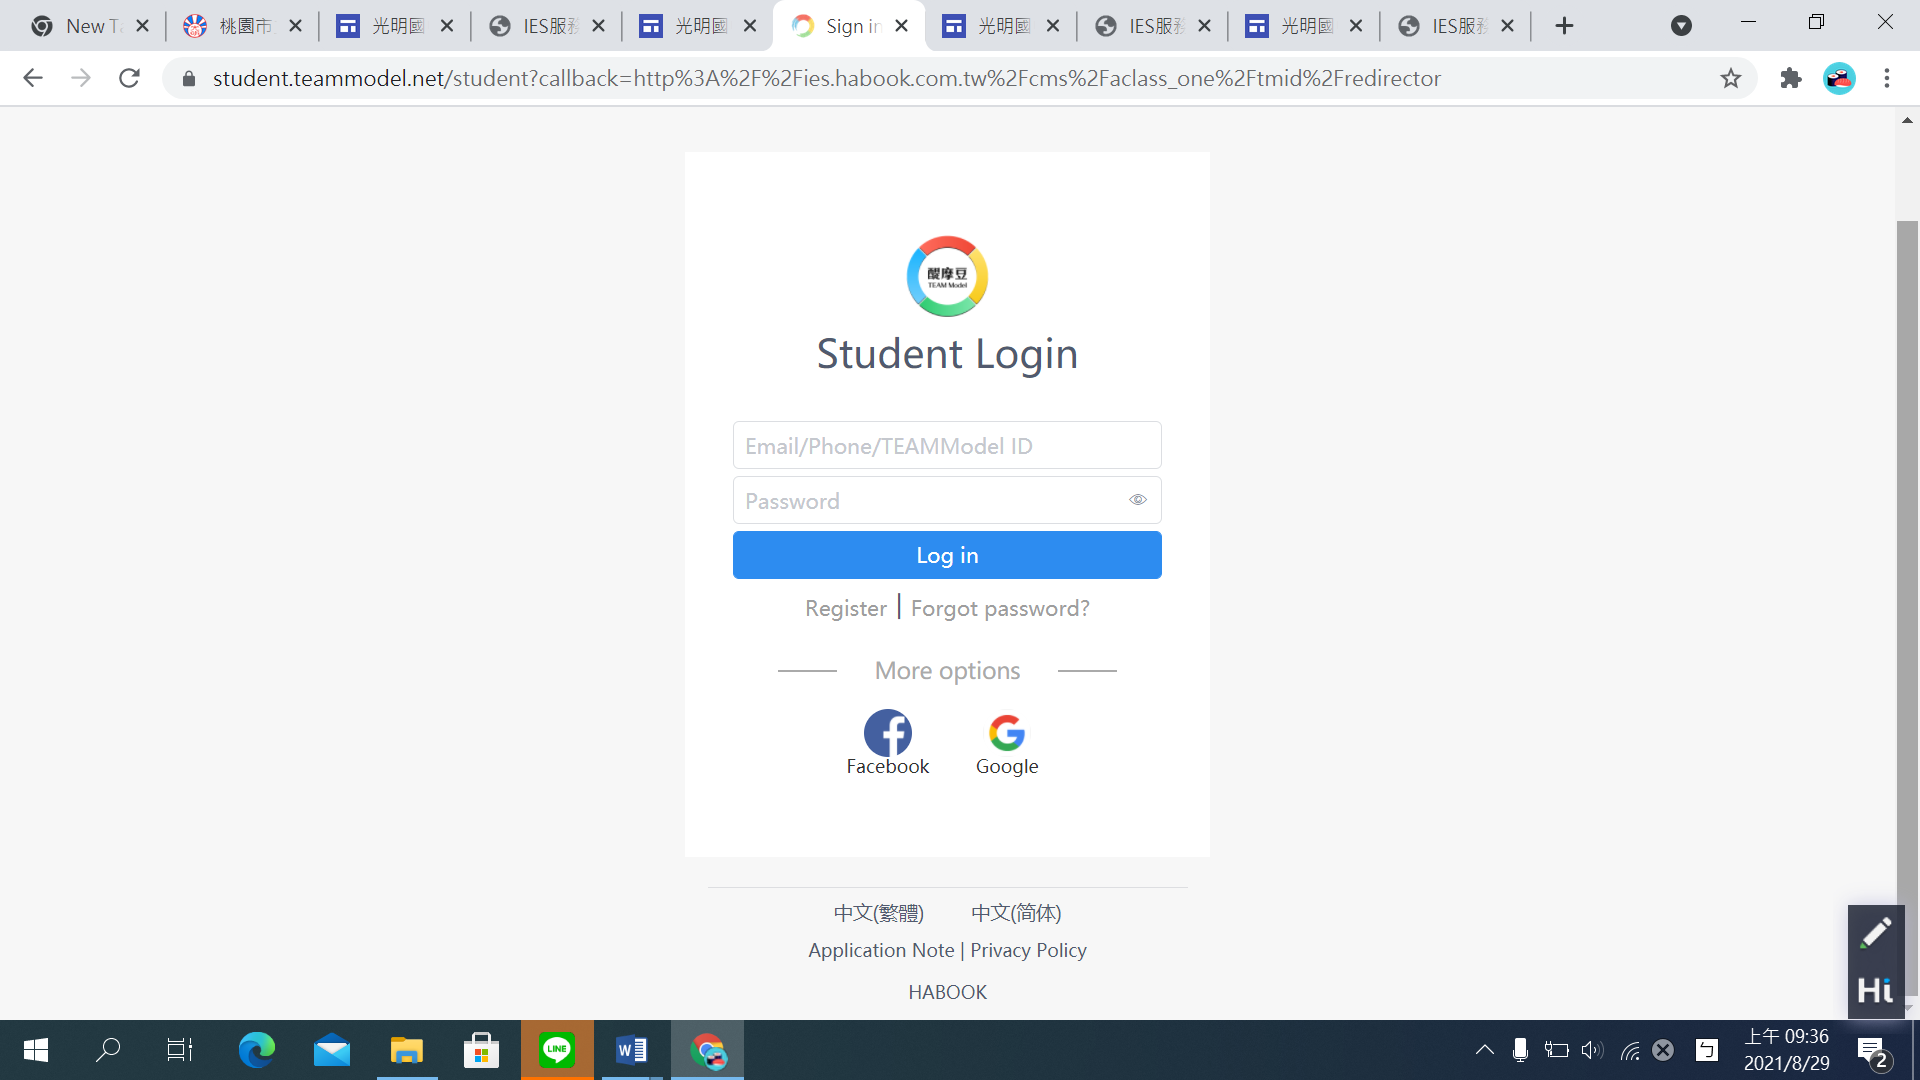 New T
桃園市
光明國
IES服務
光明國
Sign in
光明國
IES服務
光明國
IES服務
student.teammodel.net/student?callback=http%3A%2F%2Fies.habook.com.tw%2Fcms%2Faclass_one%2Ftmid%2Fredirector
醍摩豆
TEAM Model
Student Login
Email/Phone/TEAMModel ID
Password
Log in
Register | Forgot password?
More options
Facebook
Google
中文(繁體) 中文(简体)
Application Note | Privacy Policy
HABOOK
Hi
LINE
W
ㄅ
上午 09:36
2021/8/29
2